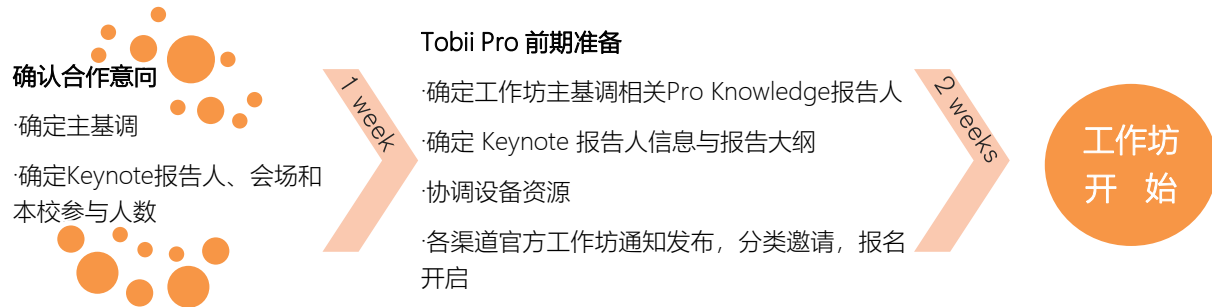 确认合作意向
·确定主基调
·确定Keynote报告人、会场和
本校参与人数
1 week
Tobii Pro 前期准备
·确定工作坊主基调相关Pro Knowledge报告人
·确定 Keynote 报告人信息与报告大纲
·协调设备资源
·各渠道官方工作坊通知发布，分类邀请，报名
开启
2 weeks
工作坊
开 始